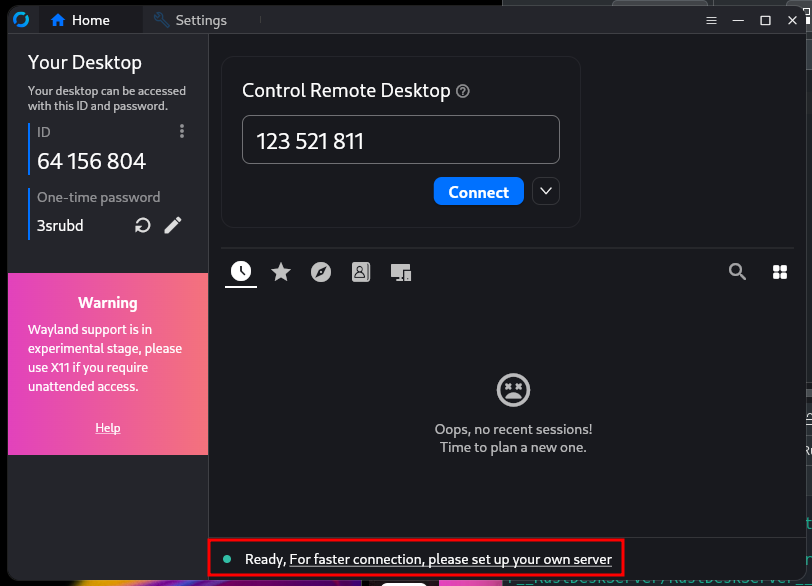 Home
Settings
Your Desktop
Your desktop can be accessed
with this ID and password.
ID
64 156 804
One-time password
3srubd
Warning
Wayland support is in
experimental stage, please
use X11 if you require
unattended access.
Help
Control Remote Desktop
123 521 811
Connect
Oops, no recent sessions!
Time to plan a new one.
Ready, For faster connection, please set up your own server